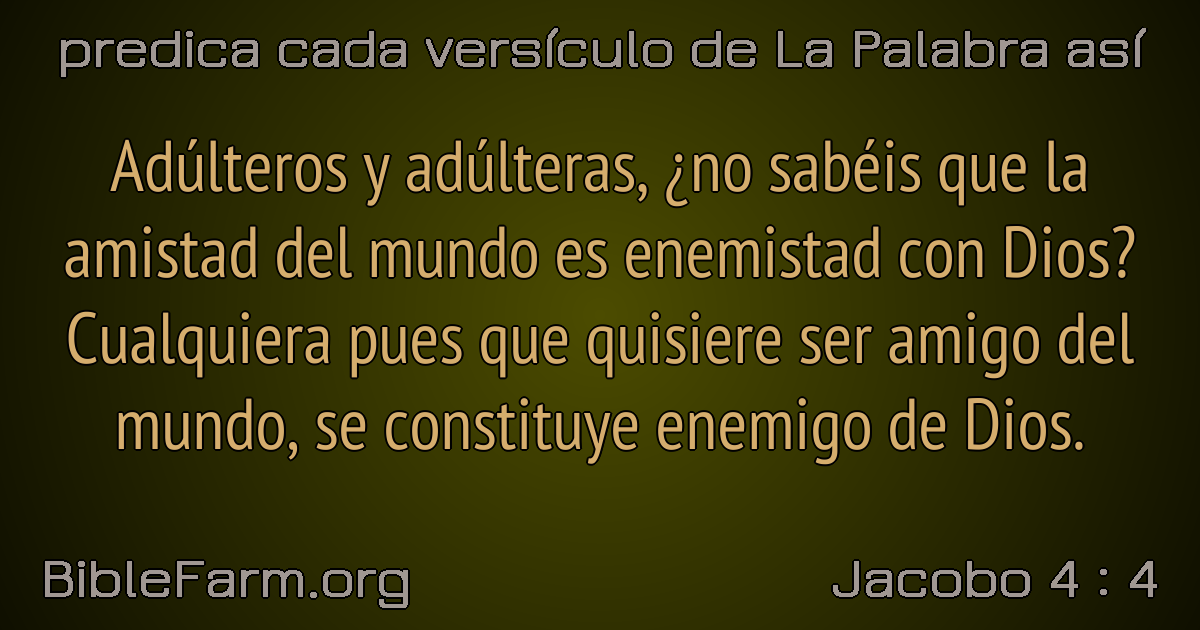 predica cada versículo de La Palabra así
Adúlteros y adúlteras, ¿no sabéis que la
amistad del mundo es enemistad con Dios?
Cualquiera pues que quisiere ser amigo del
mundo, se constituye enemigo de Dios.
BibleFarm.org
Jacobo 4 : 4